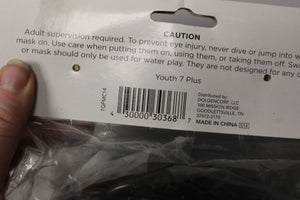 Adult supervision required. To prevent eye injury, never dive or jump into w
mask on. Use care when putting them on, using them, or taking them off. Sw
or mask should only be used for water play. They are not designed for any o
Youth 7 Plus
TGFMC14
4 30000 30368 7
Distributed by
DOLGENCORP, LLC
100 MISSION RIDGE
GOODLETTSVILLE, TN
37072-2170
MADE IN CHINA